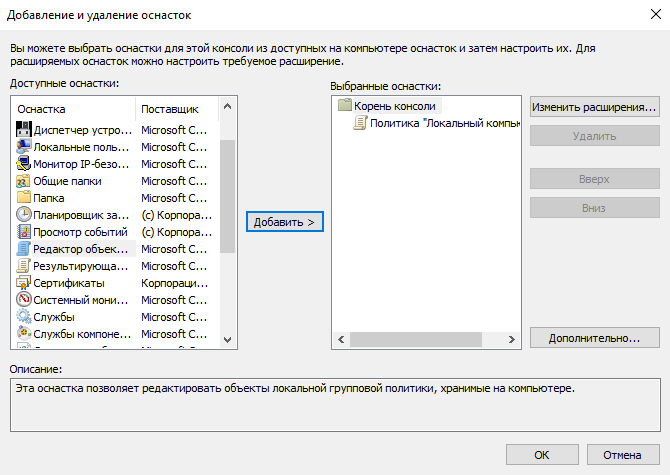 Добавление и удаление оснасток
Вы можете выбрать оснастки для этой консоли из доступных на компьютере оснасток и затем настроить их. Для
расширяемых оснасток можно настроить требуемое расширение.
Доступные оснастки:
Оснастка Поставщик
Диспетчер устро... Microsoft C...
Локальные поль... Microsoft C...
Монитор IP-безо... Microsoft C...
Общие папки Microsoft C...
Папка Microsoft C...
Планировщик за... (c) Корпора...
Просмотр событий (c) Корпора...
Редактор объек... Microsoft C...
Результирующа... Microsoft C...
Сертификаты Корпораци...
Системный мони... Microsoft C...
Службы Microsoft C...
Службы компоне... Microsoft C...
Добавить >
Выбранные оснастки:
Корень консоли
Политика "Локальный компью
Изменить расширения...
Удалить
Вверх
Вниз
Дополнительно...
Описание:
Эта оснастка позволяет редактировать объекты локальной групповой политики, хранимые на компьютере.
ОК
Отмена